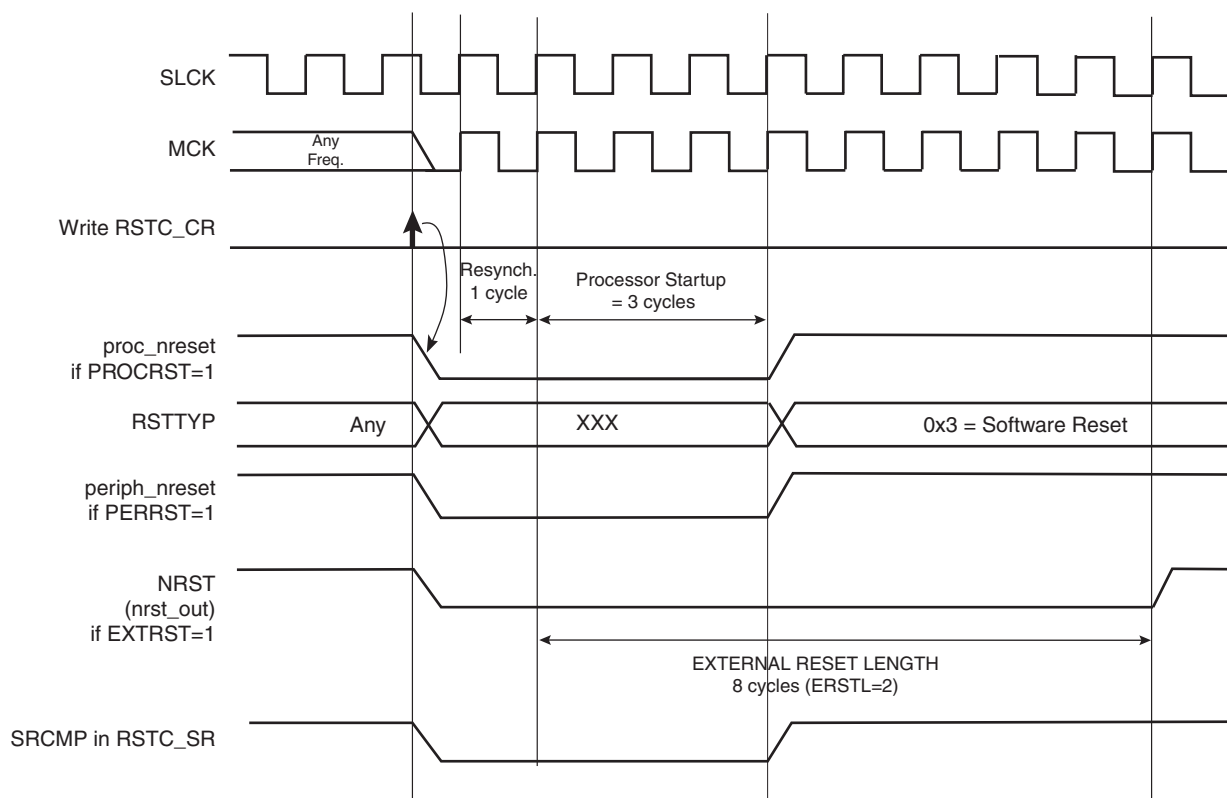 SLCK
MCK
Any
Freq.
Write RSTC_CR
Resynch.
1 cycle
Processor Startup
= 3 cycles
proc_nreset
if PROCRST=1
RSTTYP
Any
XXX
0x3 = Software Reset
periph_nreset
if PERRST=1
NRST
(nrst_out)
if EXTRST=1
EXTERNAL RESET LENGTH
8 cycles (ERSTL=2)
SRCMP in RSTC_SR